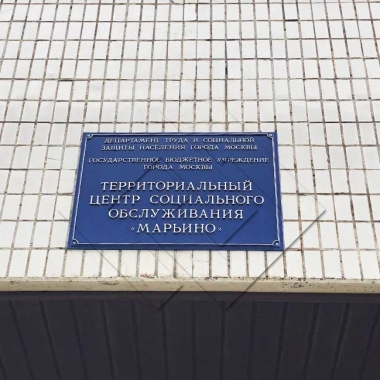 ДЕПАРТАМЕНТ ТРУДА И СОЦИАЛЬНОЙ
ЗАЩИТЫ НАСЕЛЕНИЯ ГОРОДА МОСКВЫ
ГОСУДАРСТВЕННОЕ БЮДЖЕТНОЕ УЧРЕЖДЕНИЕ
ГОРОДА МОСКВЫ
ТЕРРИТОРИАЛЬНЫЙ
ЦЕНТР СОЦИАЛЬНОГО
ОБСЛУЖИВАНИЯ
«МАРЬИНО»